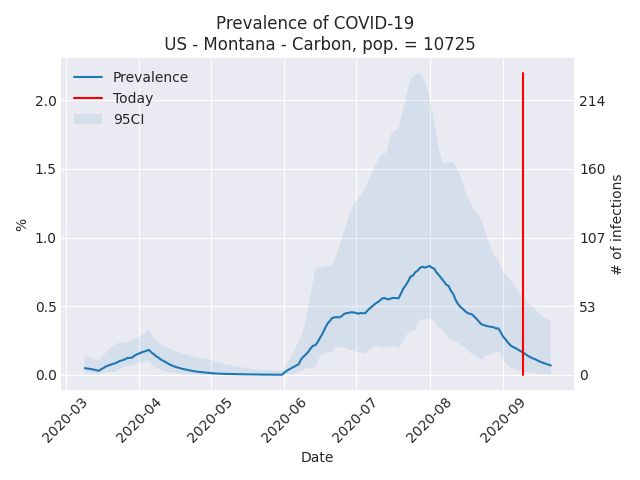 Prevalence of COVID-19
US - Montana - Carbon, pop. = 10725
Prevalence
Today
95CI
2.0
1.5
1.0
0.5
0.0
%
214
160
107
53
0
# of infections
2020-03
2020-04
2020-05
2020-06
2020-07
2020-08
2020-09
Date